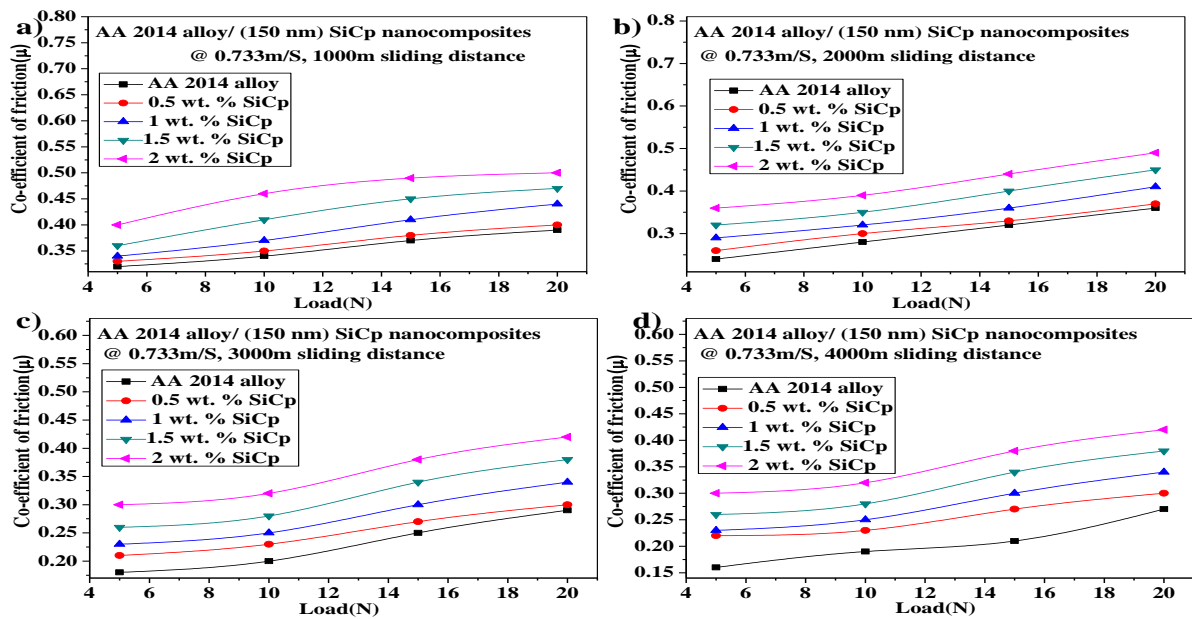 a)
AA 2014 alloy/ (150 nm) SiCp nanocomposites
@ 0.733m/S, 1000m sliding distance
AA 2014 alloy
0.5 wt. % SiCp
1 wt. % SiCp
1.5 wt. % SiCp
2 wt. % SiCp
Co-efficient of friction(μ)
0.80
0.75
0.70
0.65
0.60
0.55
0.50
0.45
0.40
0.35
4 6 8 10 12 14 16 18 20
Load(N)
b)
AA 2014 alloy/ (150 nm) SiCp nanocomposites
@ 0.733m/S, 2000m sliding distance
AA 2014 alloy
0.5 wt. % SiCp
1 wt. % SiCp
1.5 wt. % SiCp
2 wt. % SiCp
Co-efficient of friction(μ)
0.8
0.7
0.6
0.5
0.4
0.3
4 6 8 10 12 14 16 18 20
Load(N)
c)
AA 2014 alloy/ (150 nm) SiCp nanocomposites
@ 0.733m/S, 3000m sliding distance
AA 2014 alloy
0.5 wt. % SiCp
1 wt. % SiCp
1.5 wt. % SiCp
2 wt. % SiCp
Co-efficient of friction(μ)
0.60
0.55
0.50
0.45
0.40
0.35
0.30
0.25
0.20
4 6 8 10 12 14 16 18 20
Load(N)
d)
AA 2014 alloy/ (150 nm) SiCp nanocomposites
@ 0.733m/S, 4000m sliding distance
AA 2014 alloy
0.5 wt. % SiCp
1 wt. % SiCp
1.5 wt. % SiCp
2 wt. % SiCp
Co-efficient of friction(μ)
0.60
0.55
0.50
0.45
0.40
0.35
0.30
0.25
0.20
0.15
4 6 8 10 12 14 16 18 20
Load(N)